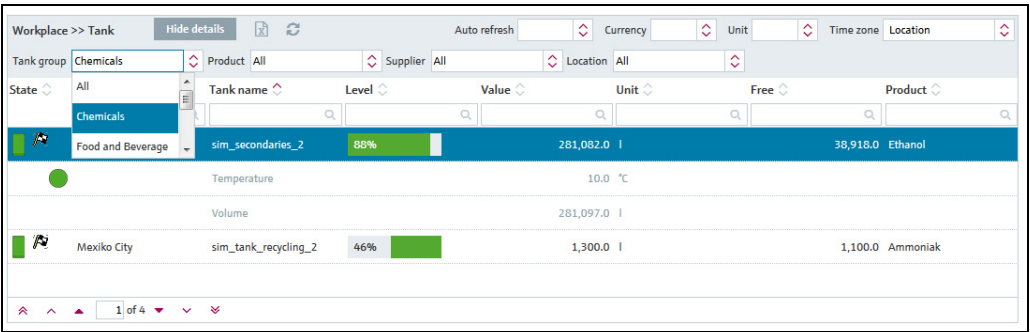 Workplace >> Tank Hide details Auto refresh Currency Unit Time zone Location
Tank group Chemicals Product All Supplier All Location All
State Tank name Level Value Unit Free Product
All
Chemicals
Food and Beverage
sim_secondaries_2 88% 281,082.0 l 38,918.0 Ethanol
Temperature 10.0 °C
Volume 281,097.0 l
Mexiko City sim_tank_recycling_2 46% 1,300.0 l 1,100.0 Ammoniak
1 of 4